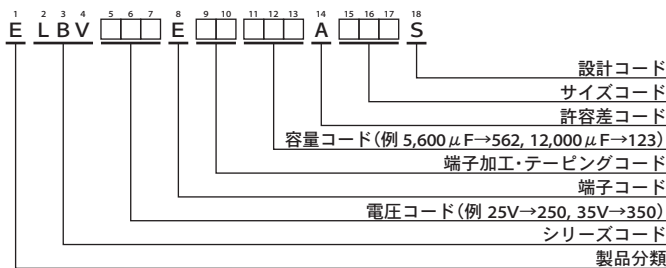 1 2 3 4 5 6 7 8 9 10 11 12 13 14 15 16 17 18
E L B V E A S
設計コード
サイズコード
許容差コード
容量コード(例 5,600μF→562, 12,000μF→123)
端子加工・テーピングコード
端子コード
電圧コード(例 25V→250, 35V→350)
シリーズコード
製品分類